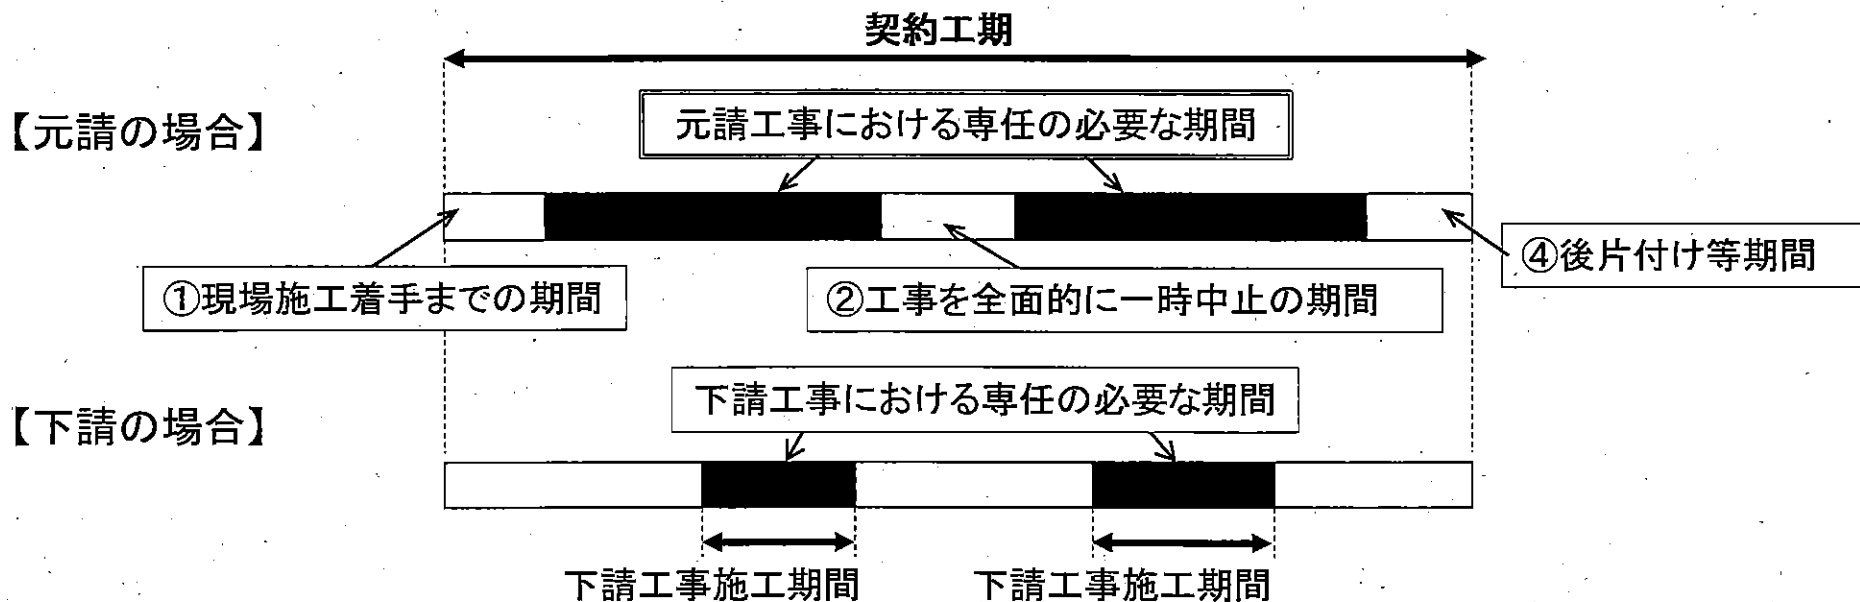 契約工期
【元請の場合】
元請工事における専任の必要な期間
①現場施工着手までの期間
②工事を全面的に一時中止の期間
④後片付け等期間
【下請の場合】
下請工事における専任の必要な期間
下請工事施工期間
下請工事施工期間